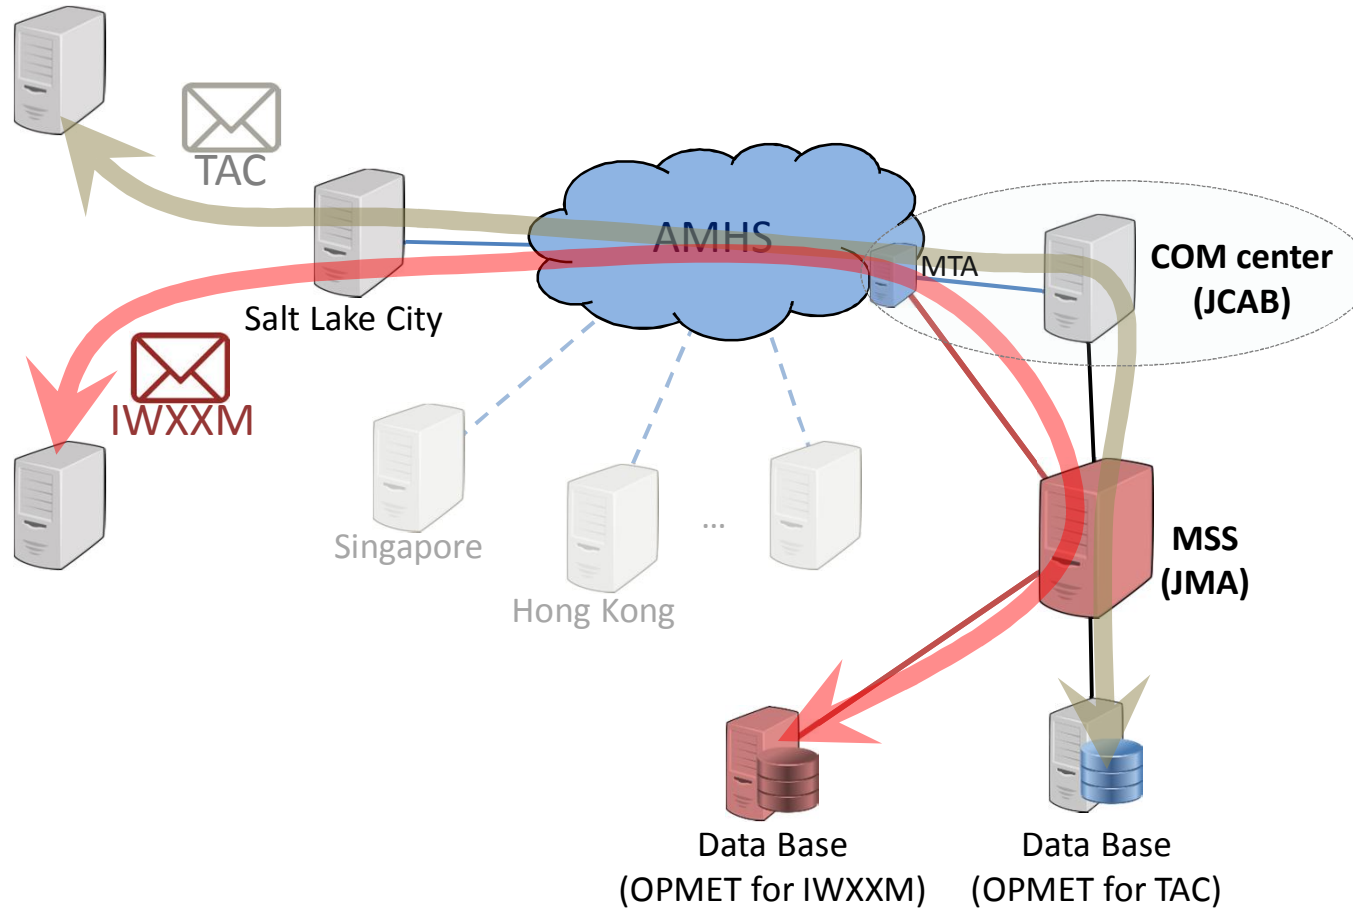 TAC
AMHS
MTA
COM center
(JCAB)
Salt Lake City
IWXXM
Singapore
Hong Kong
...
MSS
(JMA)
Data Base
(OPMET for IWXXM)
Data Base
(OPMET for TAC)